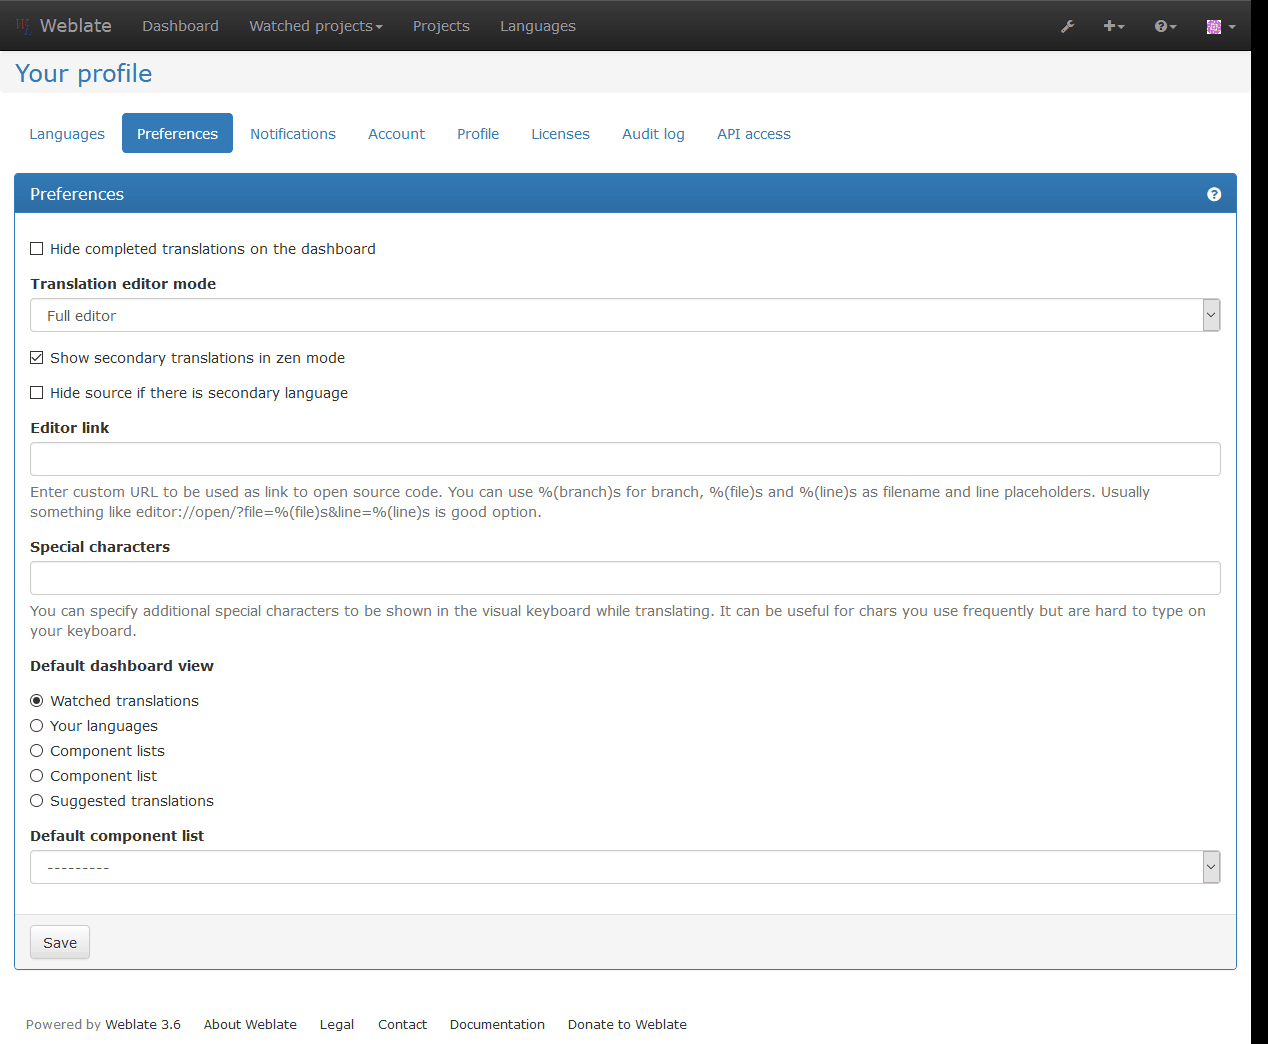 Weblate Dashboard Watched projects Projects Languages
Your profile
Languages Preferences Notifications Account Profile Licenses Audit log API access
Preferences
Hide completed translations on the dashboard
Translation editor mode
Full editor
Show secondary translations in zen mode
Hide source if there is secondary language
Editor link
Enter custom URL to be used as link to open source code. You can use %(branch)s for branch, %(file)s and %(line)s as filename and line placeholders. Usually
something like editor://open/?file=%(file)s&line=%(line)s is good option.
Special characters
You can specify additional special characters to be shown in the visual keyboard while translating. It can be useful for chars you use frequently but are hard to type on
your keyboard.
Default dashboard view
Watched translations
Your languages
Component lists
Component list
Suggested translations
Default component list
---------
Save
Powered by Weblate 3.6 About Weblate Legal Contact Documentation Donate to Weblate